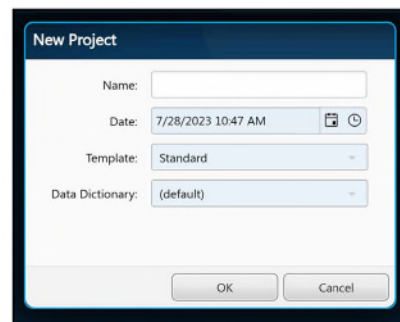 New Project
Name:
Date: 7/28/2023 10:47 AM
Template: Standard
Data Dictionary: (default)
OK Cancel